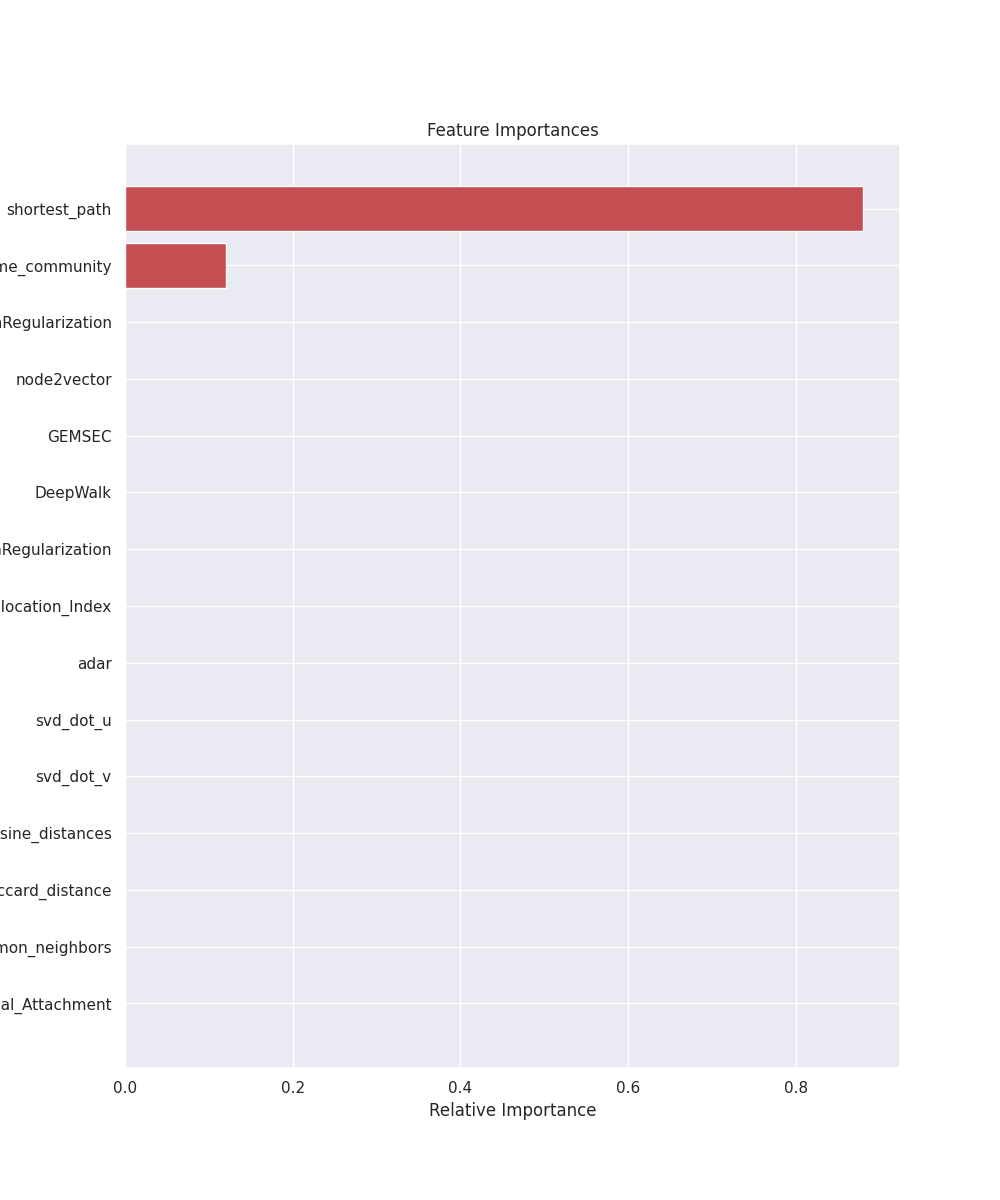 Feature Importances
shortest_path
me_community
Regularization
node2vector
GEMSEC
DeepWalk
Regularization
location_Index
adar
svd_dot_u
svd_dot_v
sine_distances
ccard_distance
mon_neighbors
al_Attachment
0.0 0.2 0.4 0.6 0.8
Relative Importance